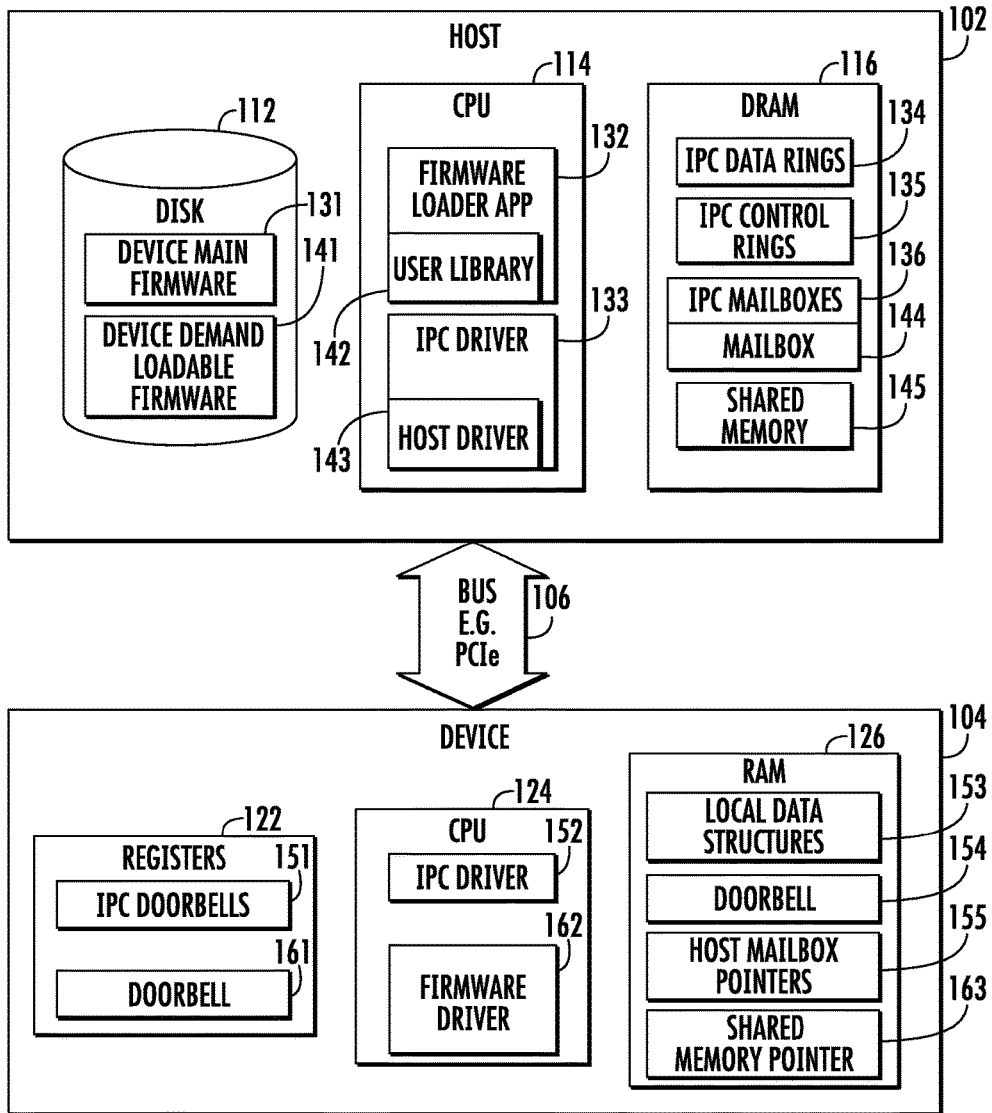 HOST
102
112
DISK
131
DEVICE MAIN
FIRMWARE
141
DEVICE DEMAND
LOADABLE
FIRMWARE
114
CPU
132
FIRMWARE
LOADER APP
USER LIBRARY
142
133
IPC DRIVER
HOST DRIVER
143
116
DRAM
134
IPC DATA RINGS
135
IPC CONTROL
RINGS
136
IPC MAILBOXES
144
MAILBOX
145
SHARED
MEMORY
BUS
E.G.
PCIe
106
DEVICE
104
122
REGISTERS
151
IPC DOORBELLS
161
DOORBELL
124
CPU
152
IPC DRIVER
162
FIRMWARE
DRIVER
126
RAM
153
LOCAL DATA
STRUCTURES
154
DOORBELL
155
HOST MAILBOX
POINTERS
163
SHARED
MEMORY POINTER